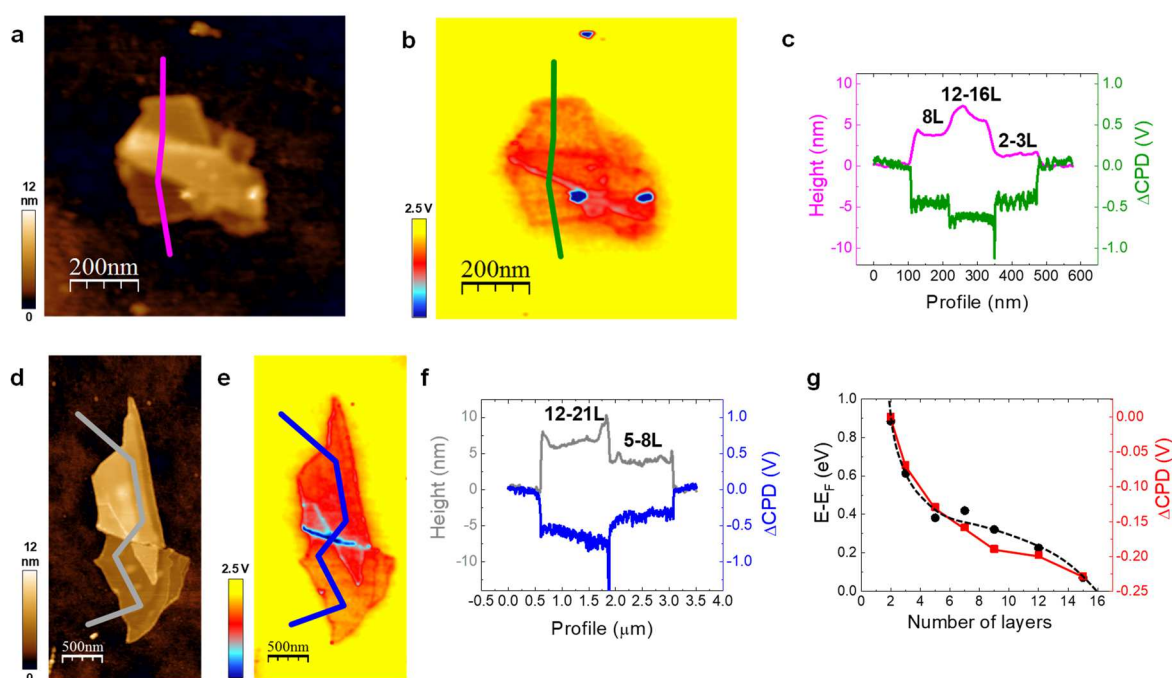 a
12
nm
0
200nm
b
2.5 V
200nm
c
Height (nm)
10
5
0
-5
-10
8L
12-16L
2-3L
1.0
0.5
0.0
-0.5
-1.0
ΔCPD (V)
0 100 200 300 400 500 600
Profile (nm)
d
12
nm
0
500nm
e
2.5 V
500nm
f
Height (nm)
10
5
0
-5
-10
12-21L
5-8L
1.0
0.5
0.0
-0.5
-1.0
ΔCPD (V)
-0.5 0.0 0.5 1.0 1.5 2.0 2.5 3.0 3.5 4.0
Profile (μm)
g
E-EF (eV)
1.0
0.8
0.6
0.4
0.2
0.0
0.00
-0.05
-0.10
-0.15
-0.20
-0.25
ΔCPD (V)
0 2 4 6 8 10 12 14 16
Number of layers